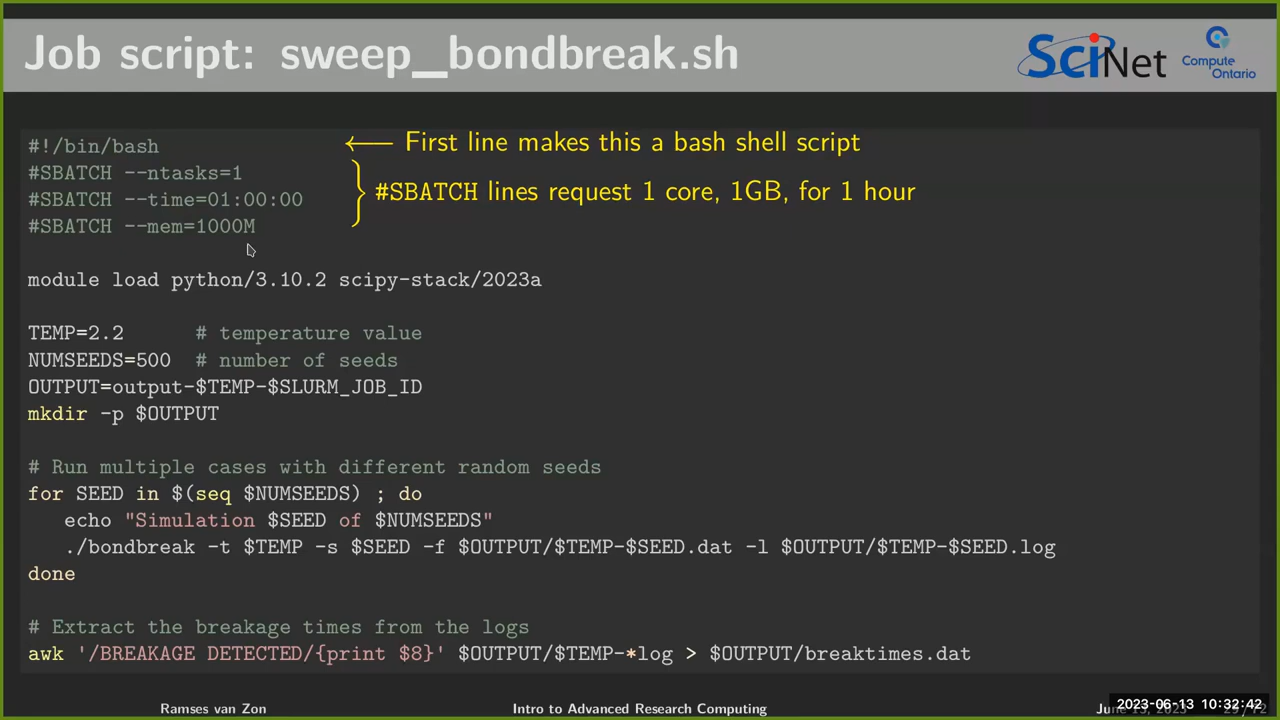 Job script: sweep_bondbreak.sh
SciNet
Compute
Ontario
#!/bin/bash
← First line makes this a bash shell script
#SBATCH --ntasks=1
#SBATCH --time=01:00:00
#SBATCH --mem=1000M
#SBATCH lines request 1 core, 1GB, for 1 hour
module load python/3.10.2 scipy-stack/2023a
TEMP=2.2 # temperature value
NUMSEEDS=500 # number of seeds
OUTPUT=output-$TEMP-$SLURM_JOB_ID
mkdir -p $OUTPUT
# Run multiple cases with different random seeds
for SEED in $(seq $NUMSEEDS) ; do
echo "Simulation $SEED of $NUMSEEDS"
./bondbreak -t $TEMP -s $SEED -f $OUTPUT/$TEMP-$SEED.dat -l $OUTPUT/$TEMP-$SEED.log
done
# Extract the breakage times from the logs
awk '/BREAKAGE DETECTED/{print $8}' $OUTPUT/$TEMP-*log > $OUTPUT/breaktimes.dat
Ramses van Zon
Intro to Advanced Research Computing
2023-06-13 10:32:42